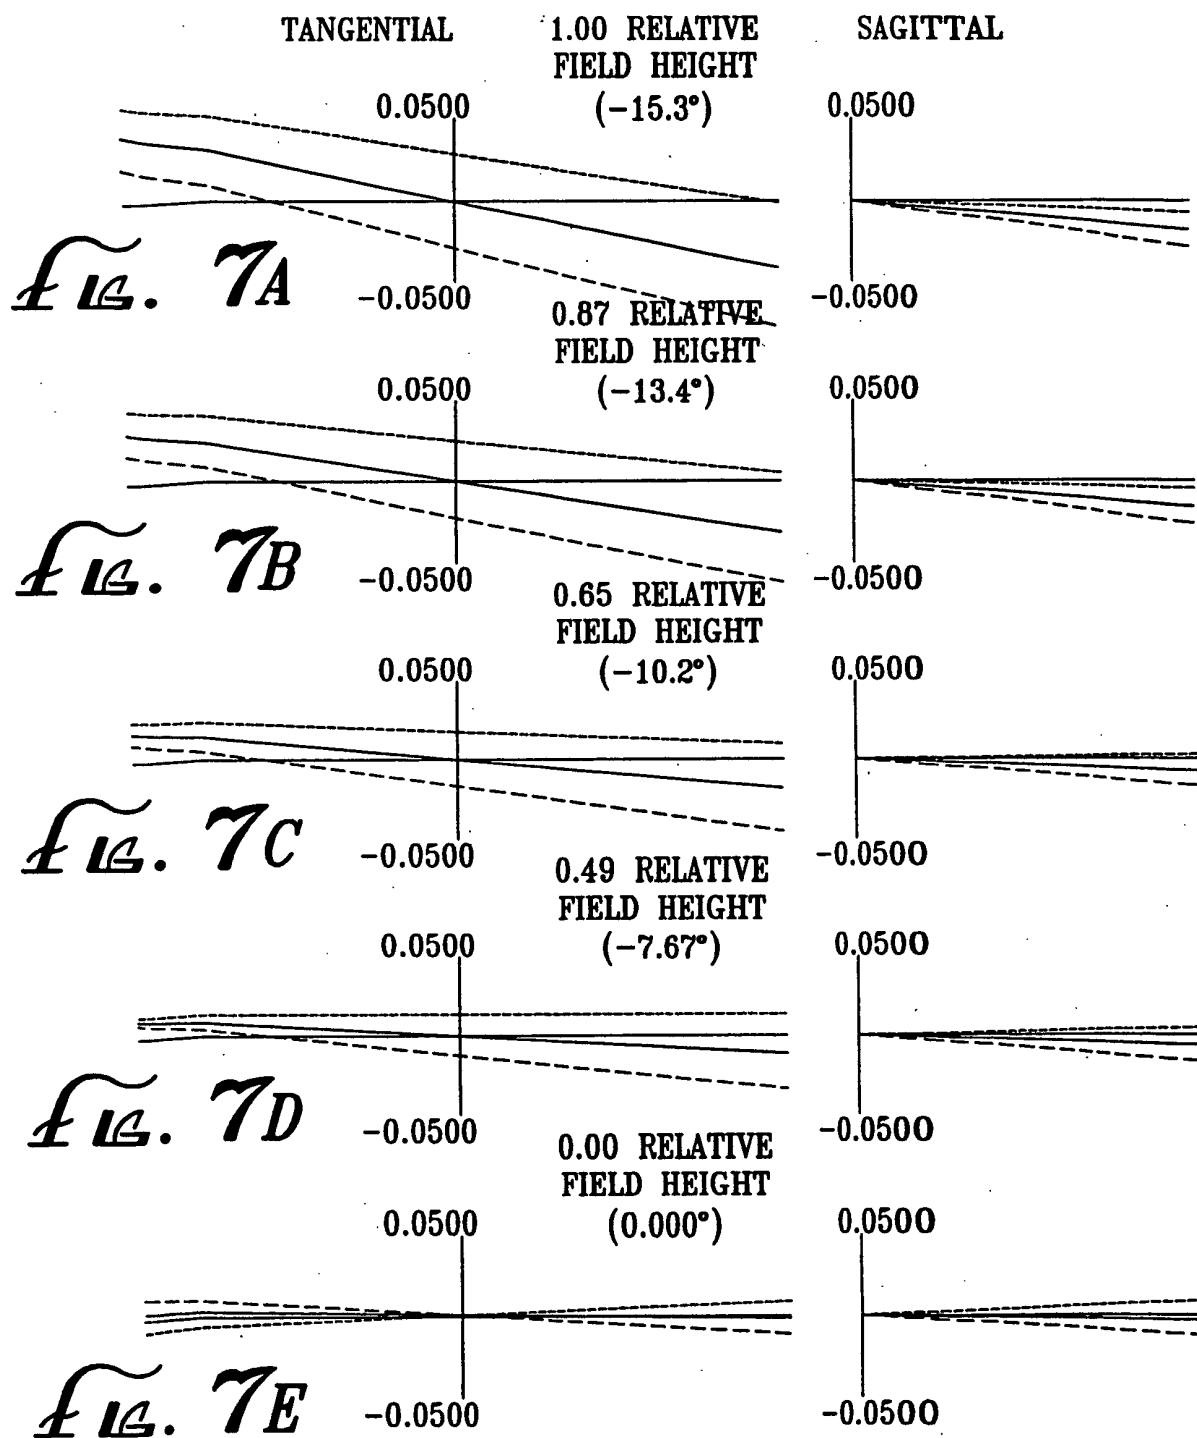 TANGENTIAL 1.00 RELATIVE SAGITTAL
FIELD HEIGHT
(-15.3°)
0.0500 0.0500
FIG. 7A
-0.0500 -0.0500
0.87 RELATIVE
FIELD HEIGHT
(-13.4°)
0.0500 0.0500
FIG. 7B
-0.0500 -0.0500
0.65 RELATIVE
FIELD HEIGHT
(-10.2°)
0.0500 0.0500
FIG. 7C
-0.0500 -0.0500
0.49 RELATIVE
FIELD HEIGHT
(-7.67°)
0.0500 0.0500
FIG. 7D
-0.0500 -0.0500
0.00 RELATIVE
FIELD HEIGHT
(0.000°)
0.0500 0.0500
FIG. 7E
-0.0500 -0.0500